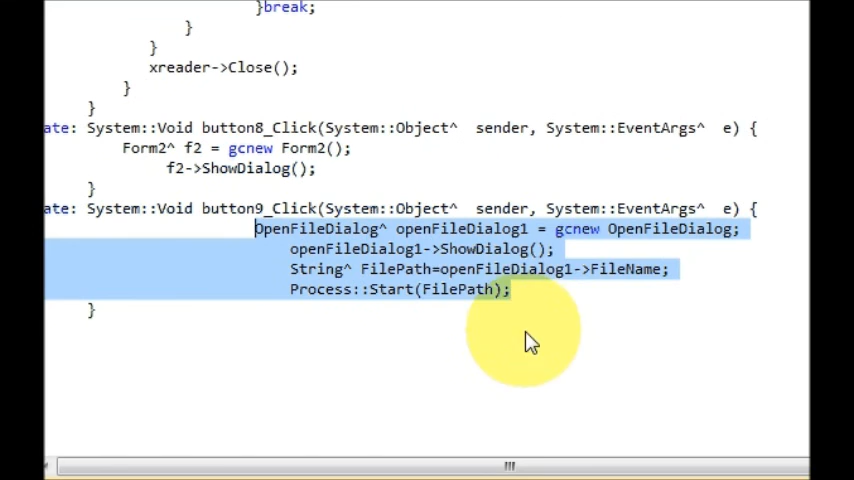 }break;
}
}
xreader->Close();
}
}
ate: System::Void button8_Click(System::Object^ sender, System::EventArgs^ e) {
Form2^ f2 = gcnew Form2();
f2->ShowDialog();
}
ate: System::Void button9_Click(System::Object^ sender, System::EventArgs^ e) {
OpenFileDialog^ openFileDialog1 = gcnew OpenFileDialog;
openFileDialog1->ShowDialog();
String^ FilePath=openFileDialog1->FileName;
Process::Start(FilePath);
}